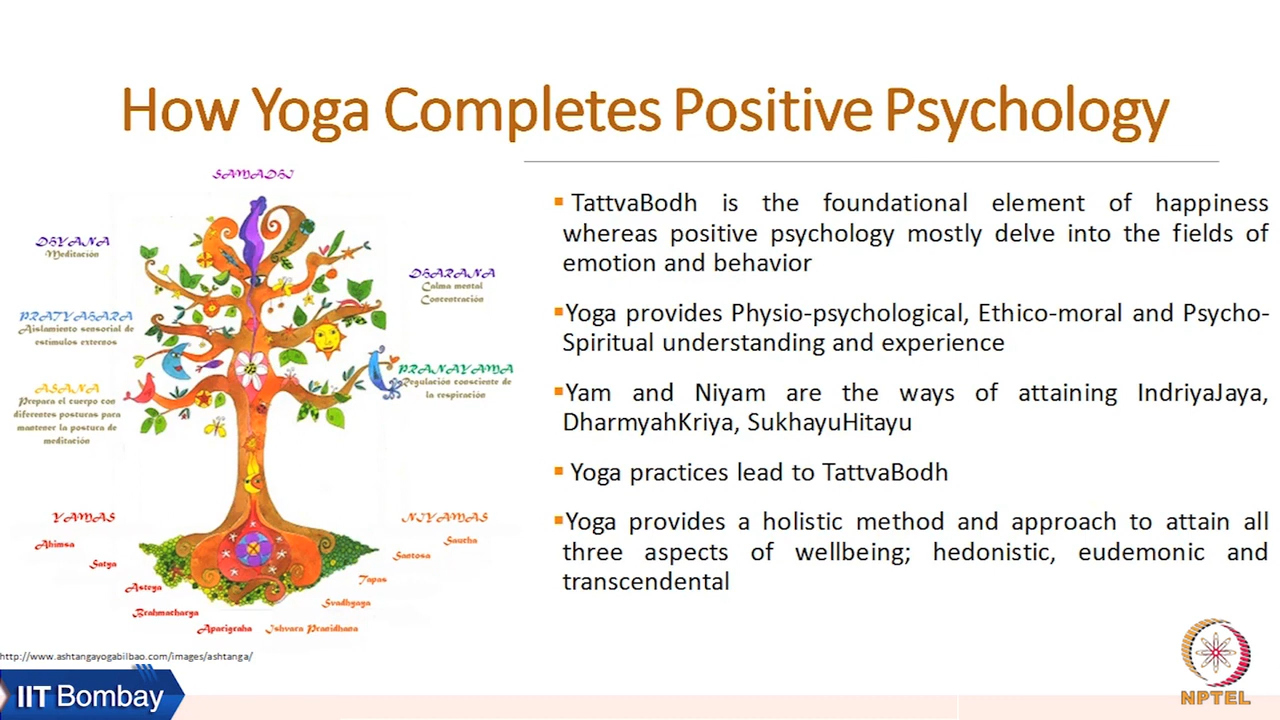 How Yoga Completes Positive Psychology
SAMADHI
DHYANA
Meditación
DHARANA
Calma mental
Concentración
PRATYAHARA
Aislamiento sensorial de
estímulos externos
PRANAYAMA
Regulación consciente de
la respiración
ASANA
Prepara el cuerpo con
diferentes posturas para
mantener la postura de
meditación
YAMAS
Ahimsa
Satya
Asteya
Brahmacharya
Aparigraha
NIYAMAS
Saucha
Santosa
Tapas
Svadhyaya
Ishvara Pranidhana
http://www.ashtangayogabilbao.com/images/ashtanga/
TattvaBodh is the foundational element of happiness
whereas positive psychology mostly delve into the fields of
emotion and behavior
Yoga provides Physio-psychological, Ethico-moral and Psycho-
Spiritual understanding and experience
Yam and Niyam are the ways of attaining IndriyaJaya,
DharmyahKriya, SukhayuHitayu
Yoga practices lead to TattvaBodh
Yoga provides a holistic method and approach to attain all
three aspects of wellbeing; hedonistic, eudemonic and
transcendental
IIT Bombay
NPTEL